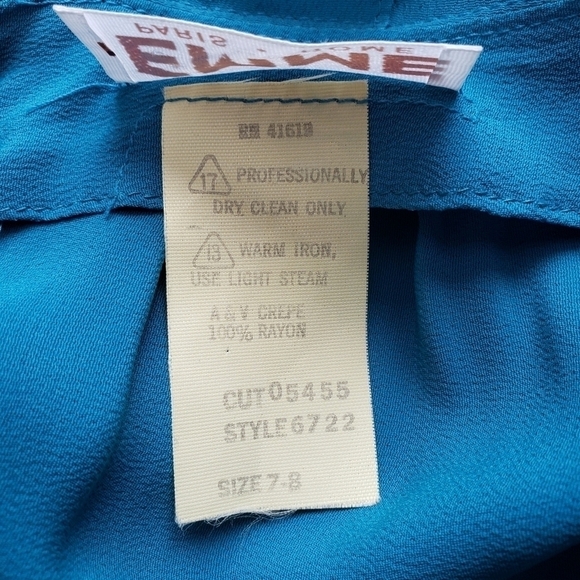 PARIS • ROME
EMME
RN 41619
17 PROFESSIONALLY
DRY CLEAN ONLY
13 WARM IRON,
USE LIGHT STEAM
A & V CREPE
100% RAYON
CUT 05455
STYLE 6722
SIZE 7-8